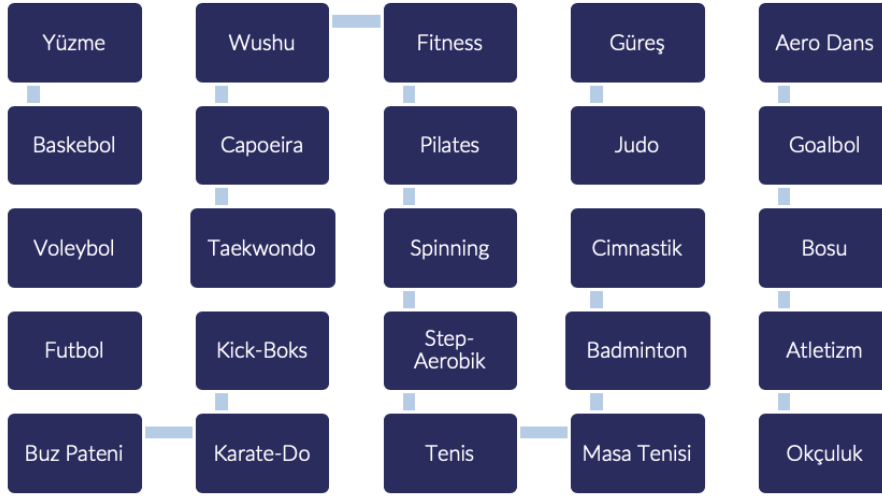 Yüzme
Wushu
Fitness
Güreş
Aero Dans
Baskebol
Capoeira
Pilates
Judo
Goalbol
Voleybol
Taekwondo
Spinning
Cimnastik
Bosu
Futbol
Kick-Boks
Step-
Aerobik
Badminton
Atletizm
Buz Pateni
Karate-Do
Tenis
Masa Tenisi
Okçuluk